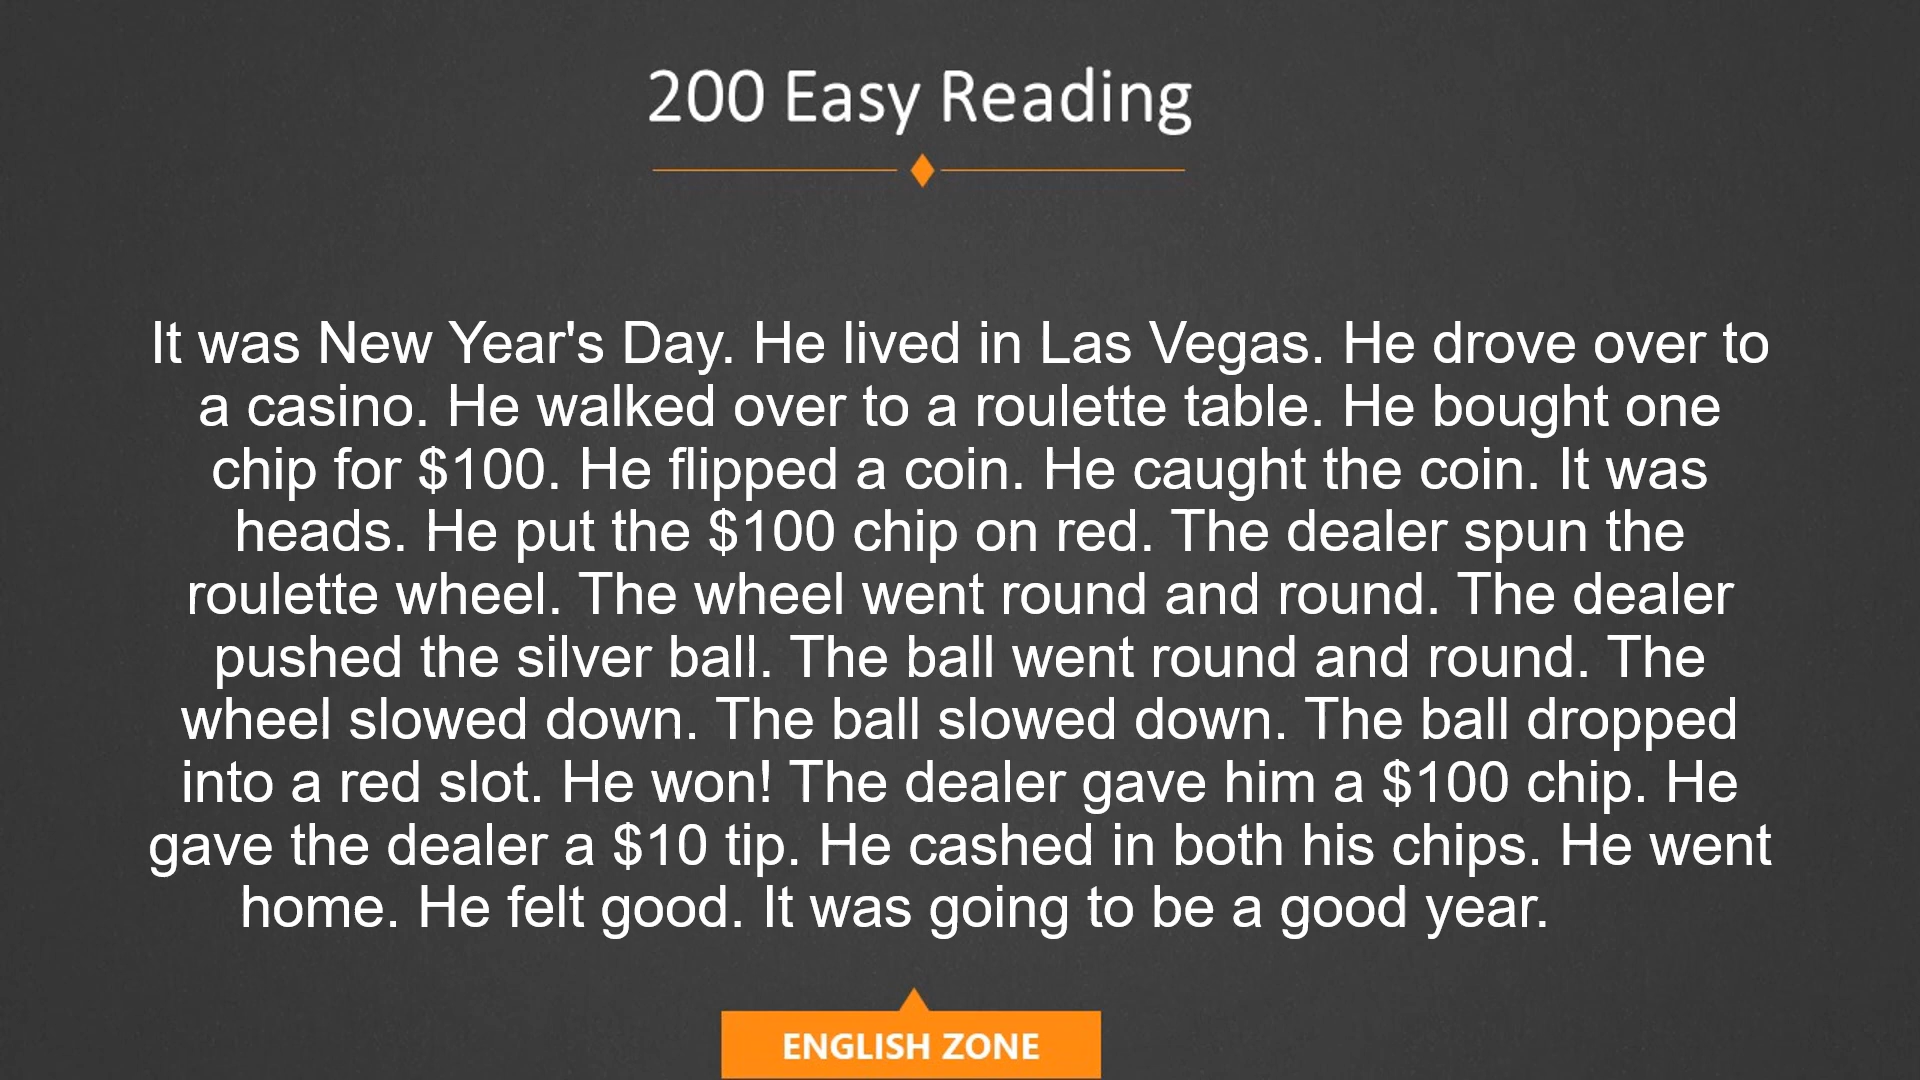 200 Easy Reading
It was New Year's Day. He lived in Las Vegas. He drove over to
a casino. He walked over to a roulette table. He bought one
chip for $100. He flipped a coin. He caught the coin. It was
heads. He put the $100 chip on red. The dealer spun the
roulette wheel. The wheel went round and round. The dealer
pushed the silver ball. The ball went round and round. The
wheel slowed down. The ball slowed down. The ball dropped
into a red slot. He won! The dealer gave him a $100 chip. He
gave the dealer a $10 tip. He cashed in both his chips. He went
home. He felt good. It was going to be a good year.
ENGLISH ZONE